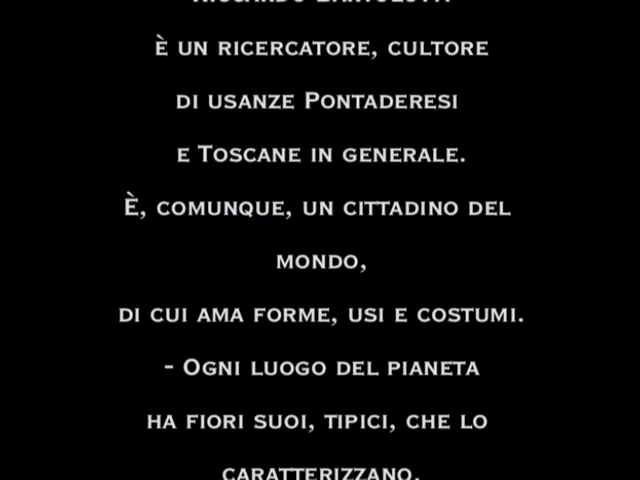 È UN RICERCATORE, CULTORE
DI USANZE PONTADERESI
E TOSCANE IN GENERALE.
È, COMUNQUE, UN CITTADINO DEL
MONDO,
DI CUI AMA FORME, USI E COSTUMI.
- OGNI LUOGO DEL PIANETA
HA FIORI SUOI, TIPICI, CHE LO
CARATTERIZZANO.